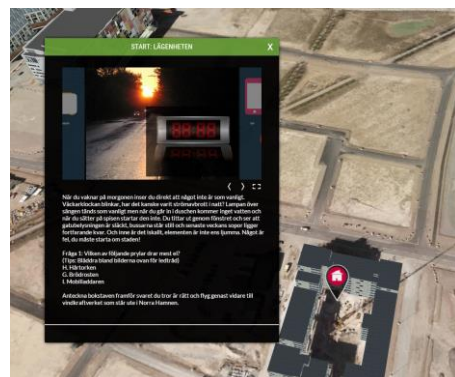 START: LÄGENHETEN X
88:88
När du vaknar på morgonen inser du direkt att något inte är som vanligt.
Väckarklockan blinkar, har det kanske varit strömavbrott i natt? Lampan över
sängen tänds som vanligt men när du går in i duschen kommer inget vatten och
när du sätter på spisen startar den inte. Du tittar ut genom fönstret och ser att
gatubelysningen är släckt, bussarna står still och senaste veckans sopor ligger
fortfarande kvar. Och inne är det iskallt, elementen är inte ens ljumma. Något är
fel, du måste starta om staden!
Fråga 1: Vilken av följande prylar drar mest el?
(Tips: Bläddra bland bilderna ovan för ledtråd)
H. Hårtorken
G. Brödrosten
I. Mobilladdaren
Anteckna bokstaven framför svaret du tror är rätt och flyg genast vidare till
vindkraftverket som står ute i Norra Hamnen.